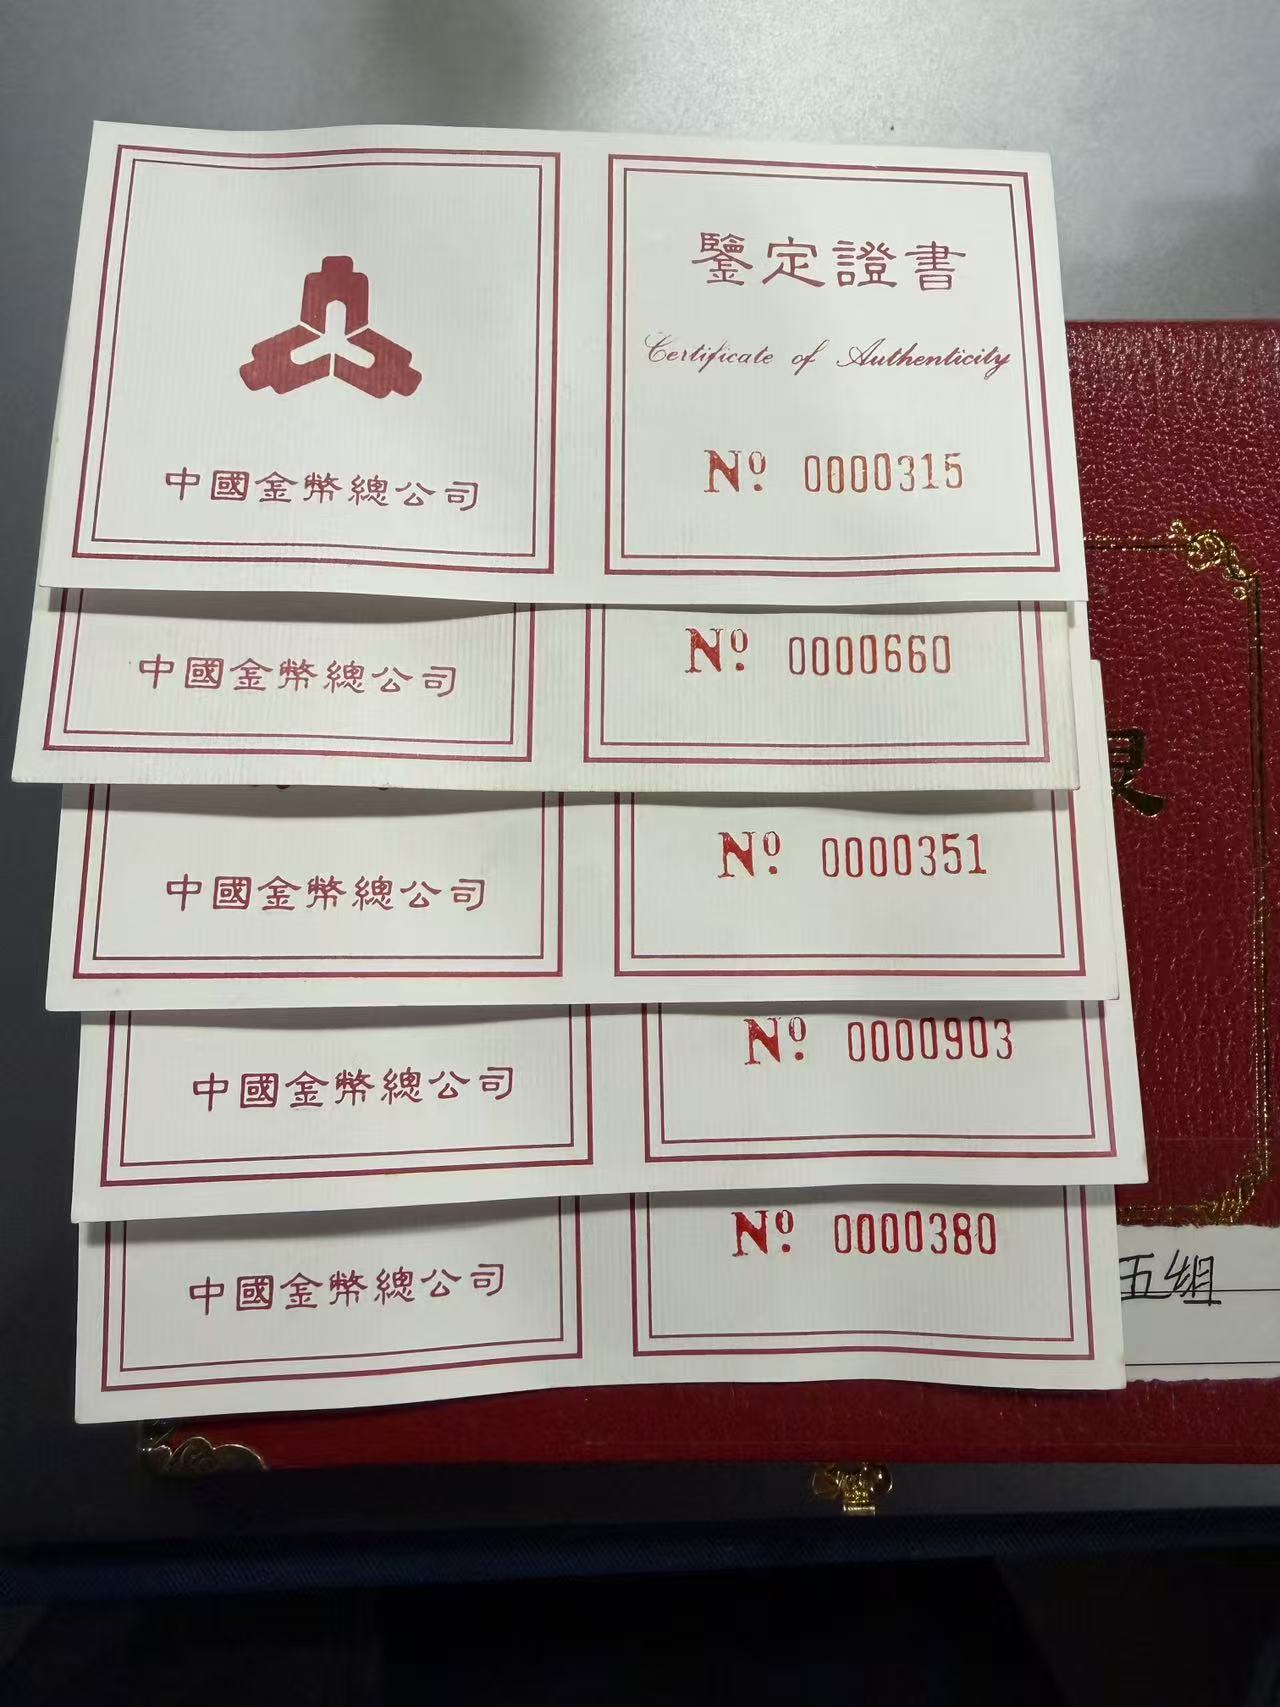 鑒定證書
Certificate of Authenticity
中國金幣總公司
Nº 0000315
中國金幣總公司
Nº 0000660
中國金幣總公司
Nº 0000351
中國金幣總公司
Nº 0000903
中國金幣總公司
Nº 0000380
五组